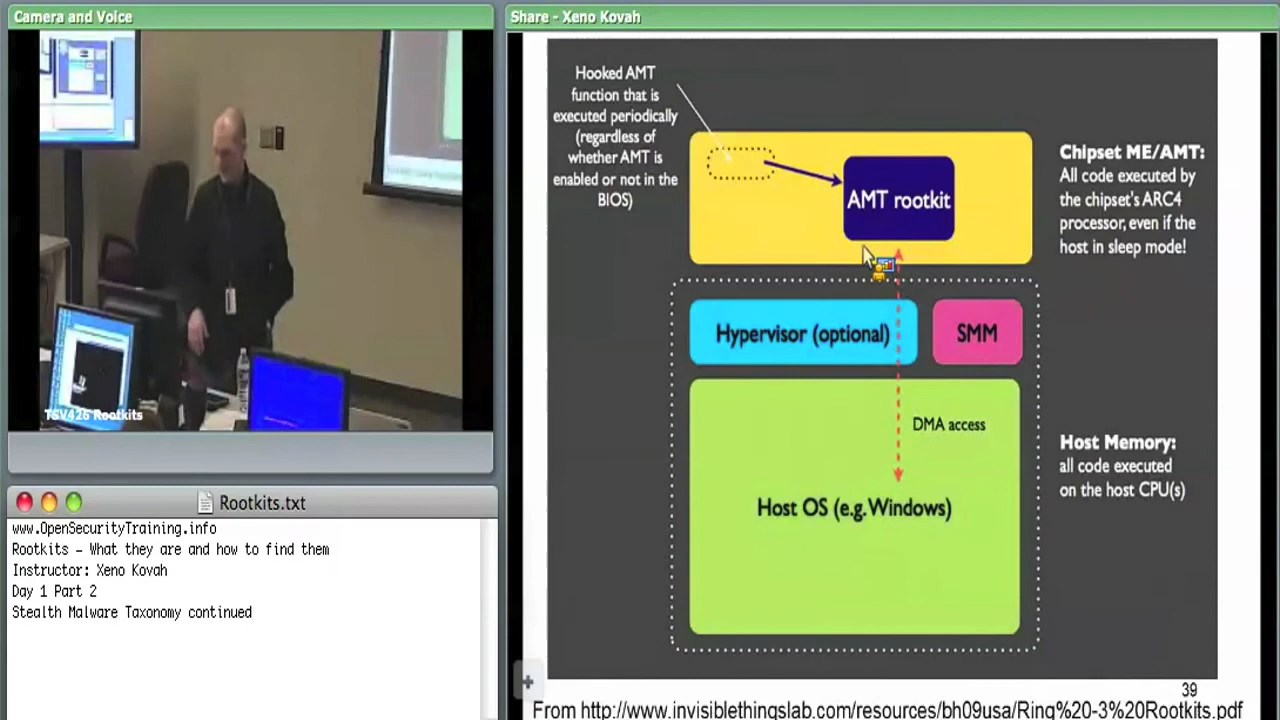 Camera and Voice
TSV426 Rootkits
Rootkits.txt
www.OpenSecurityTraining.info
Rootkits – What they are and how to find them
Instructor: Xeno Kovah
Day 1 Part 2
Stealth Malware Taxonomy continued
Share - Xeno Kovah
Hooked AMT
function that is
executed periodically
(regardless of
whether AMT is
enabled or not in the
BIOS)
AMT rootkit
Chipset ME/AMT:
All code executed by
the chipset's ARC4
processor, even if the
host in sleep mode!
Hypervisor (optional)
SMM
DMA access
Host OS (e.g. Windows)
Host Memory:
all code executed
on the host CPU(s)
39
From http://www.invisiblethingslab.com/resources/bh09usa/Ring%20-3%20Rootkits.pdf